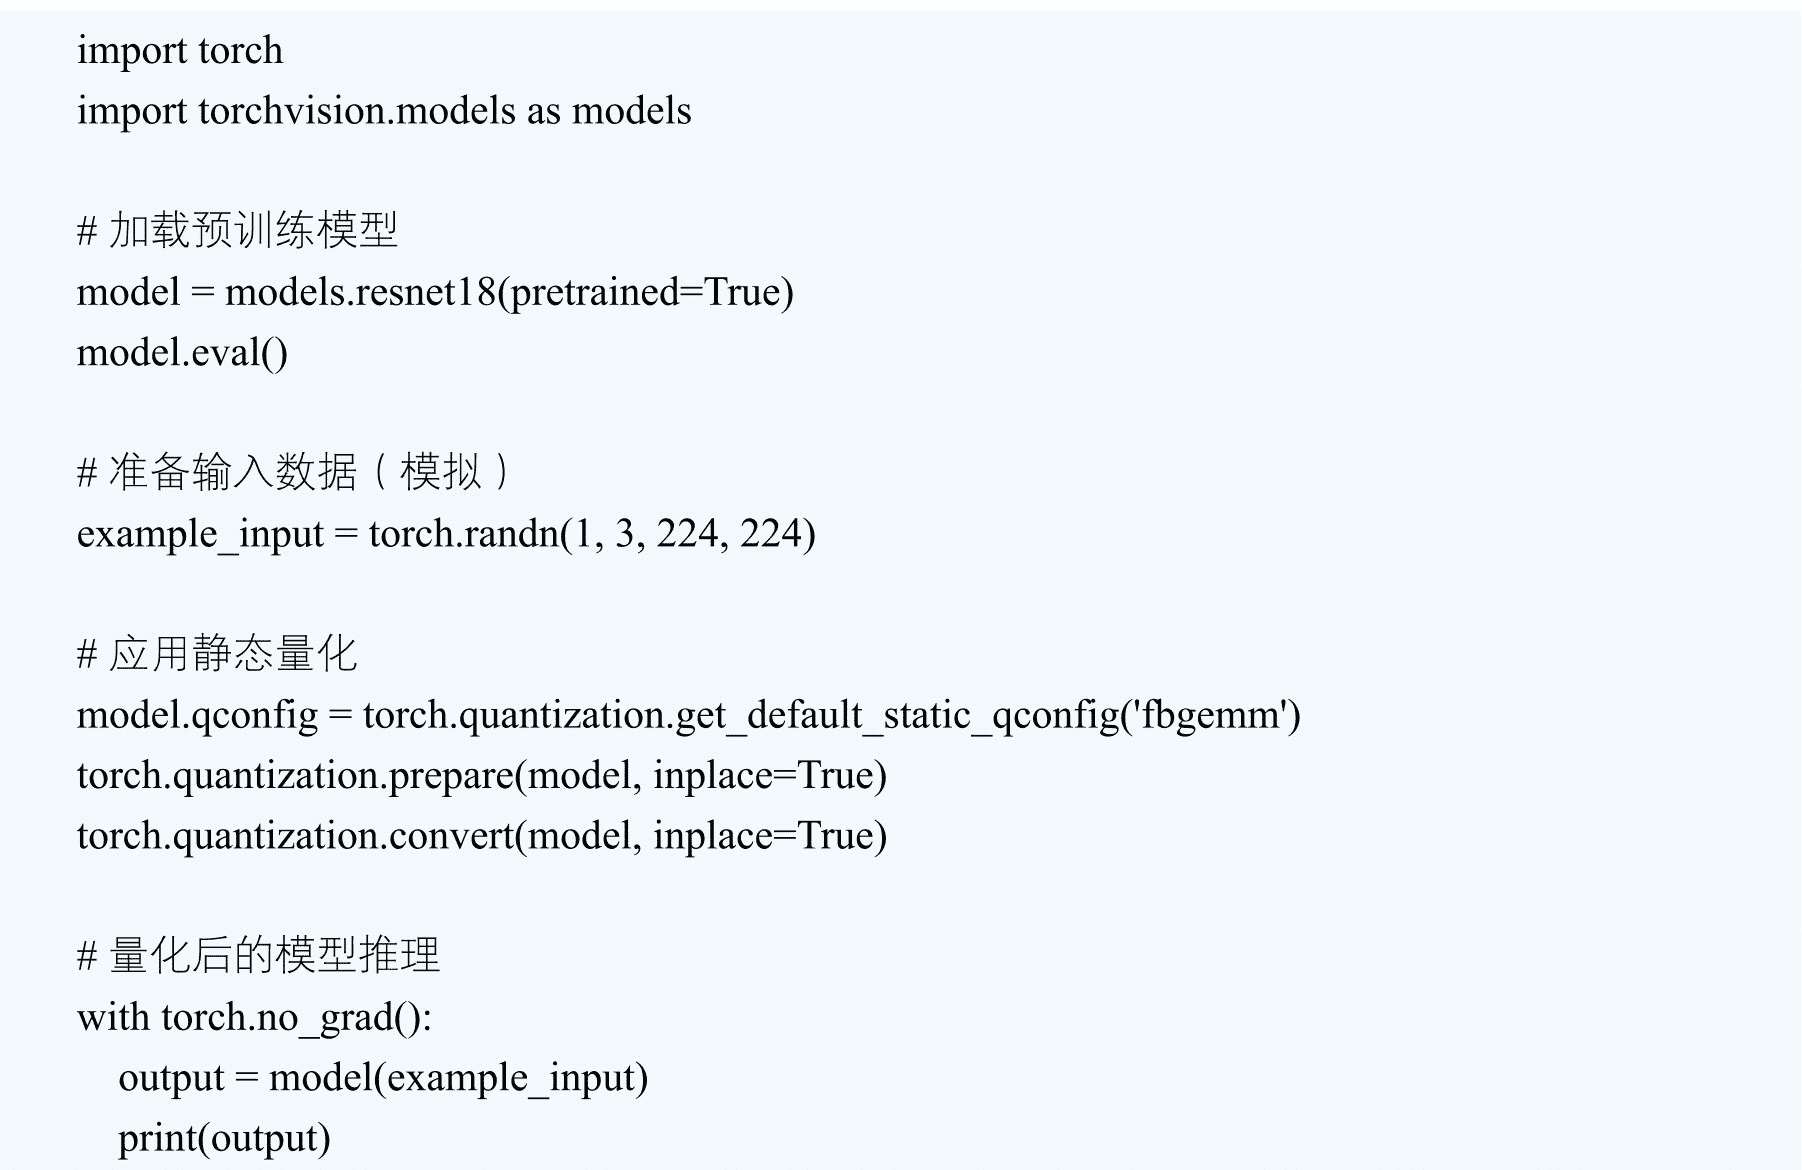 import torch
import torchvision.models as models
# 加载预训练模型
model = models.resnet18(pretrained=True)
model.eval()
# 准备输入数据（模拟）
example_input = torch.randn(1, 3, 224, 224)
# 应用静态量化
model.qconfig = torch.quantization.get_default_static_qconfig('fbgemm')
torch.quantization.prepare(model, inplace=True)
torch.quantization.convert(model, inplace=True)
# 量化后的模型推理
with torch.no_grad():
    output = model(example_input)
    print(output)